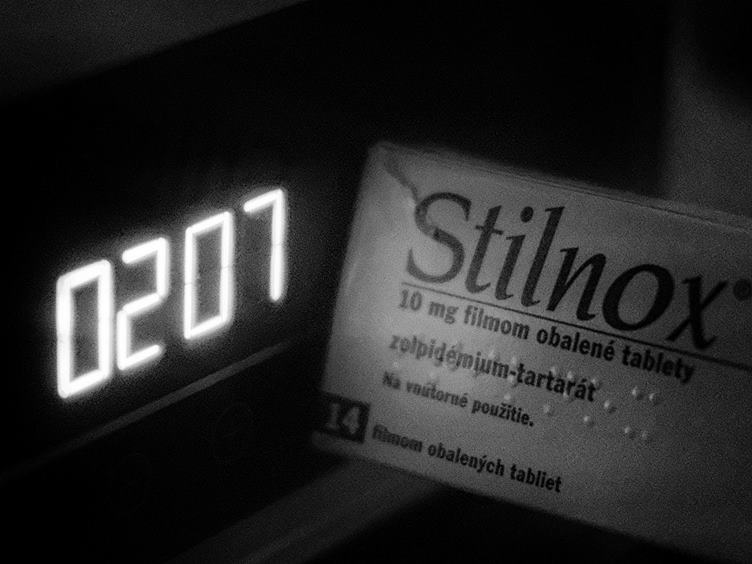 0207
Stilnox®
10 mg filmom obalené tablety
zolpidémium-tartarát
Na vnútorné použitie.
14 filmom obalených tabliet